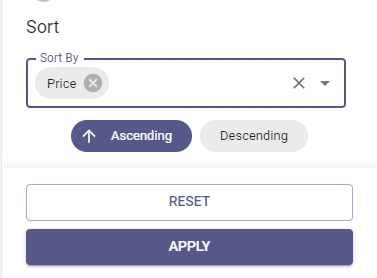 Sort
Sort By
Price
Ascending
Descending
RESET
APPLY